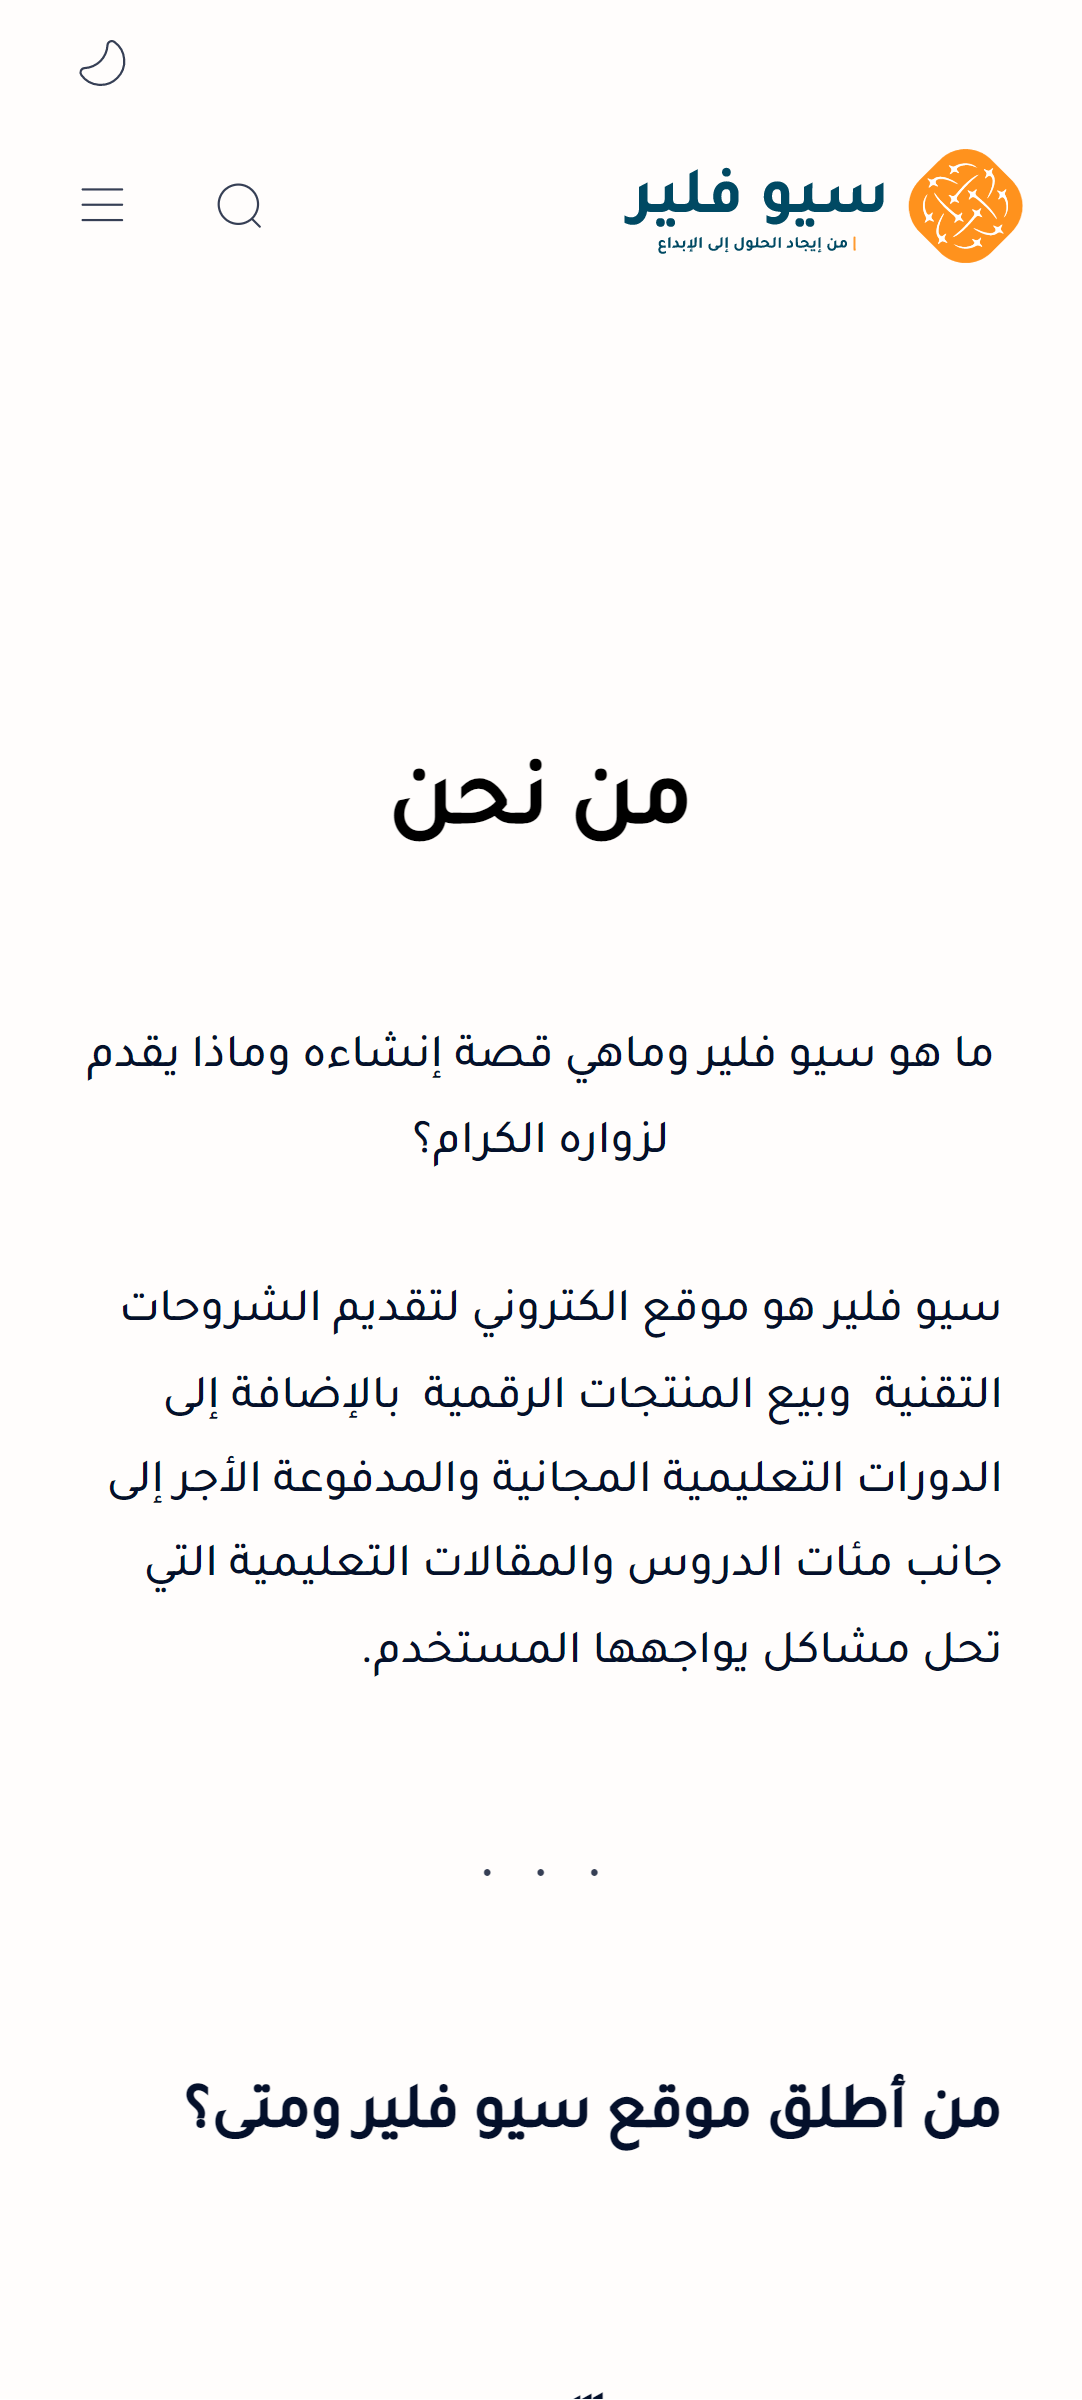 سيو فلير
| من إيجاد الحلول إلى الإبداع
من نحن
ما هو سيو فلير وماهي قصة إنشاءه وماذا يقدم
لزواره الكرام؟
سيو فلير هو موقع الكتروني لتقديم الشروحات
التقنية  وبيع المنتجات الرقمية  بالإضافة إلى
الدورات التعليمية المجانية والمدفوعة الأجر إلى
جانب مئات الدروس والمقالات التعليمية التي
تحل مشاكل يواجهها المستخدم.
. . .
من أطلق موقع سيو فلير ومتى؟